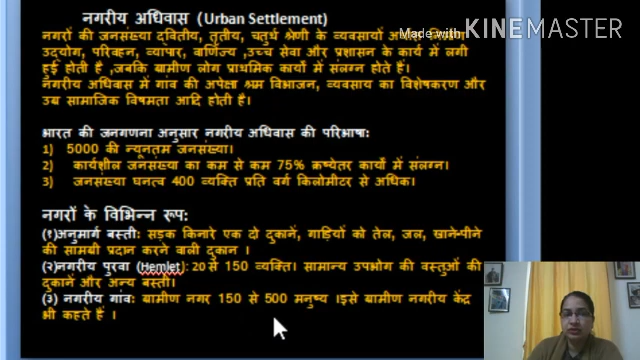 नगरीय अधिवास (Urban Settlement)
नगरों की जनसंख्या द्वितीय, तृतीय, चतुर्थ श्रेणी के व्यवसायों
उद्योग, परिवहन, व्यापार, वाणिज्य ,उच्च सेवा और प्रशासन के कार्य में लगी
हुई होती है ,जबकि ग्रामीण लोग प्राथमिक कार्यों में संलग्न होते हैं।
नगरीय अधिवास में गांव की अपेक्षा श्रम विभाजन, व्यवसाय का विशेषकरण और
उग्र सामाजिक विषमता आदि होती है।
भारत की जनगणना अनुसार नगरीय अधिवास की परिभाषा:
1) 5000 की न्यूनतम जनसंख्या।
2) कार्यशील जनसंख्या का कम से कम 75% कृष्येतर कार्यों में संलग्न।
3) जनसंख्या घनत्व 400 व्यक्ति प्रति वर्ग किलोमीटर से अधिक।
नगरों के विभिन्न रूप:
(१)अनुमार्ग बस्ती: सड़क किनारे एक दो दुकानें, गाड़ियों को तेल, जल, खाने-पीने
की सामग्री प्रदान करने वाली दुकान ।
(२)नगरीय पुरवा (Hemlet): 20 से 150 व्यक्ति। सामान्य उपभोग की वस्तुओं की
दुकानें और अन्य बस्ती।
(३) नगरीय गांव: ग्रामीण नगर 150 से 500 मनुष्य ।इसे ग्रामीण नगरीय केंद्र
भी कहते हैं ।
Made with KINEMASTER